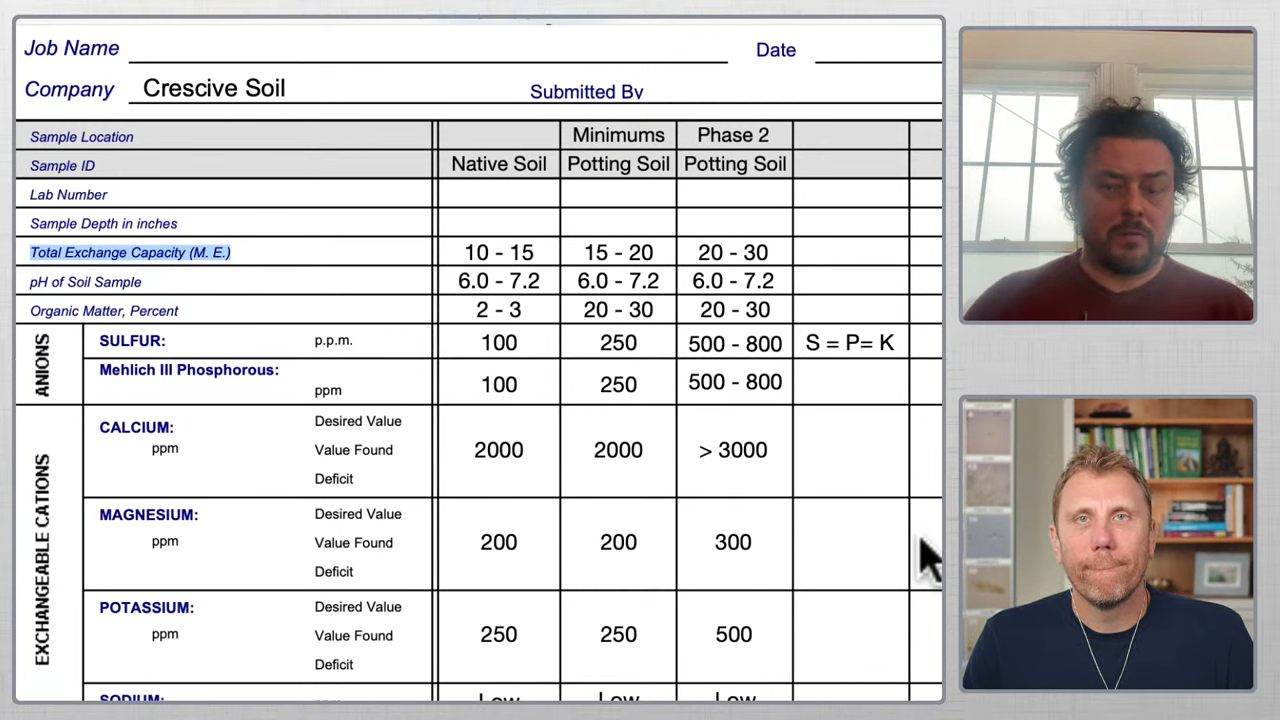 Job Name Date
Company Crescive Soil Submitted By
Sample Location Minimums Phase 2
Sample ID Native Soil Potting Soil Potting Soil
Lab Number
Sample Depth in inches
Total Exchange Capacity (M. E.) 10 - 15 15 - 20 20 - 30
pH of Soil Sample 6.0 - 7.2 6.0 - 7.2 6.0 - 7.2
Organic Matter, Percent 2 - 3 20 - 30 20 - 30
ANIONS
SULFUR: p.p.m. 100 250 500 - 800 S = P= K
Mehlich III Phosphorous: ppm 100 250 500 - 800
EXCHANGEABLE CATIONS
CALCIUM: Desired Value
ppm Value Found 2000 2000 > 3000
Deficit
MAGNESIUM: Desired Value
ppm Value Found 200 200 300
Deficit
POTASSIUM: Desired Value
ppm Value Found 250 250 500
Deficit
SODIUM: Low Low Low